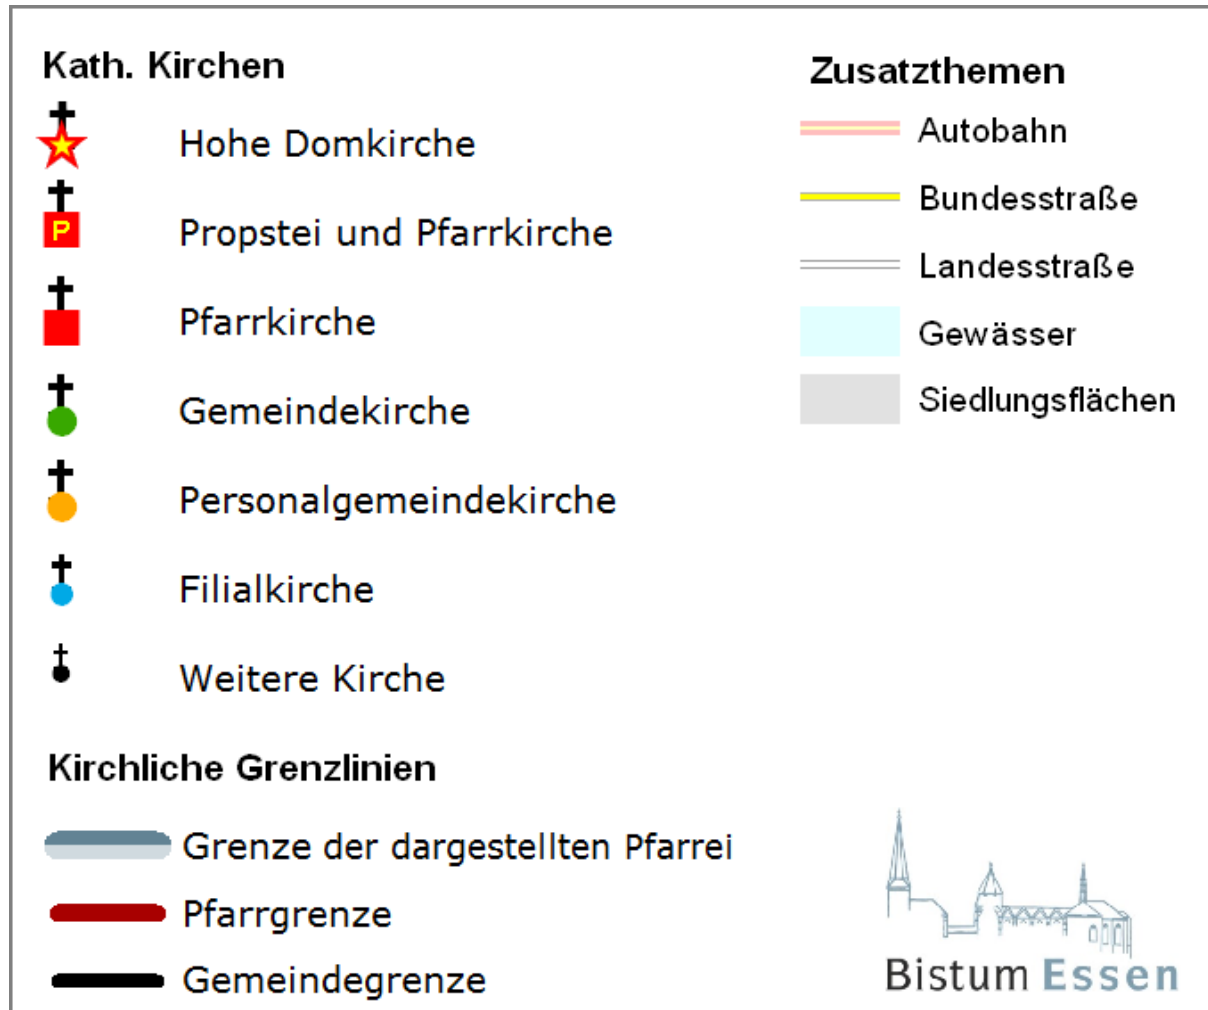 Kath. Kirchen
Hohe Domkirche
P
Propstei und Pfarrkirche
Pfarrkirche
Gemeindekirche
Personalgemeindekirche
Filialkirche
Weitere Kirche
Kirchliche Grenzlinien
Grenze der dargestellten Pfarrei
Pfarrgrenze
Gemeindegrenze
Zusatzthemen
Autobahn
Bundesstraße
Landesstraße
Gewässer
Siedlungsflächen
Bistum Essen